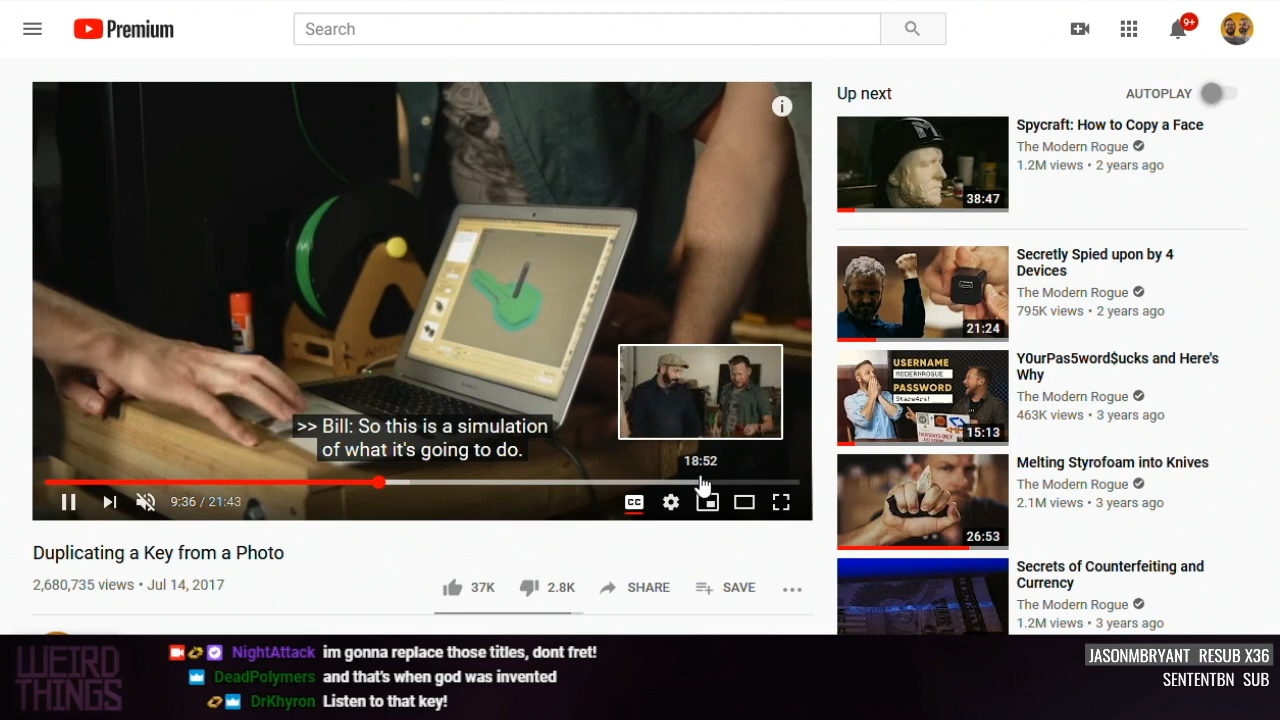 Premium
Search
9+
>> Bill: So this is a simulation
of what it's going to do.
18:52
9:36 / 21:43
CC
Duplicating a Key from a Photo
2,680,735 views • Jul 14, 2017
37K
2.8K
SHARE
SAVE
Up next
AUTOPLAY
38:47
Spycraft: How to Copy a Face
The Modern Rogue
1.2M views • 2 years ago
21:24
Secretly Spied upon by 4
Devices
The Modern Rogue
795K views • 2 years ago
USERNAME
MODERNROGUE
PASSWORD
Starw4rs!
15:13
Y0urPas5word$ucks and Here's
Why
The Modern Rogue
463K views • 3 years ago
26:53
Melting Styrofoam into Knives
The Modern Rogue
2.1M views • 3 years ago
Secrets of Counterfeiting and
Currency
The Modern Rogue
1.2M views • 3 years ago
WEIRD
THINGS
NightAttack im gonna replace those titles, dont fret!
DeadPolymers and that's when god was invented
DrKhyron Listen to that key!
JASONMBRYANT RESUB X36
SENTENTBN SUB